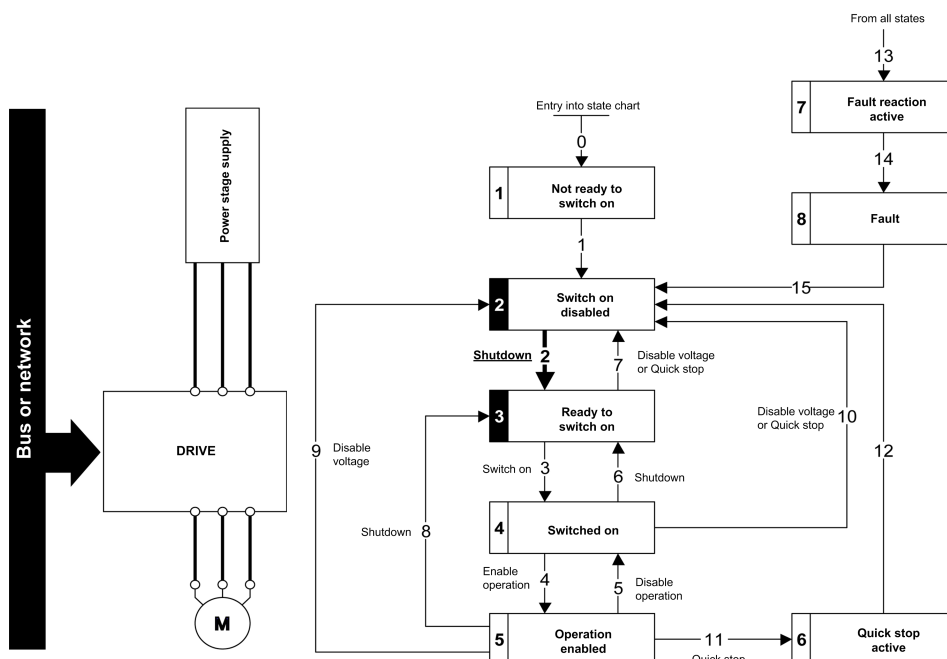 From all states
13
7
Fault reaction
active
Entry into state chart
0
14
Power stage supply
1
Not ready to
switch on
8
Fault
1
15
2
Switch on
disabled
Bus or network
Shutdown
2
7
Disable voltage
or Quick stop
3
Ready to
switch on
Disable voltage
or Quick stop
10
DRIVE
9
Disable
voltage
12
Switch on
3
6
Shutdown
Shutdown
8
4
Switched on
Enable
operation
4
5
Disable
operation
M
5
Operation
enabled
11
Quick stop
6
Quick stop
active